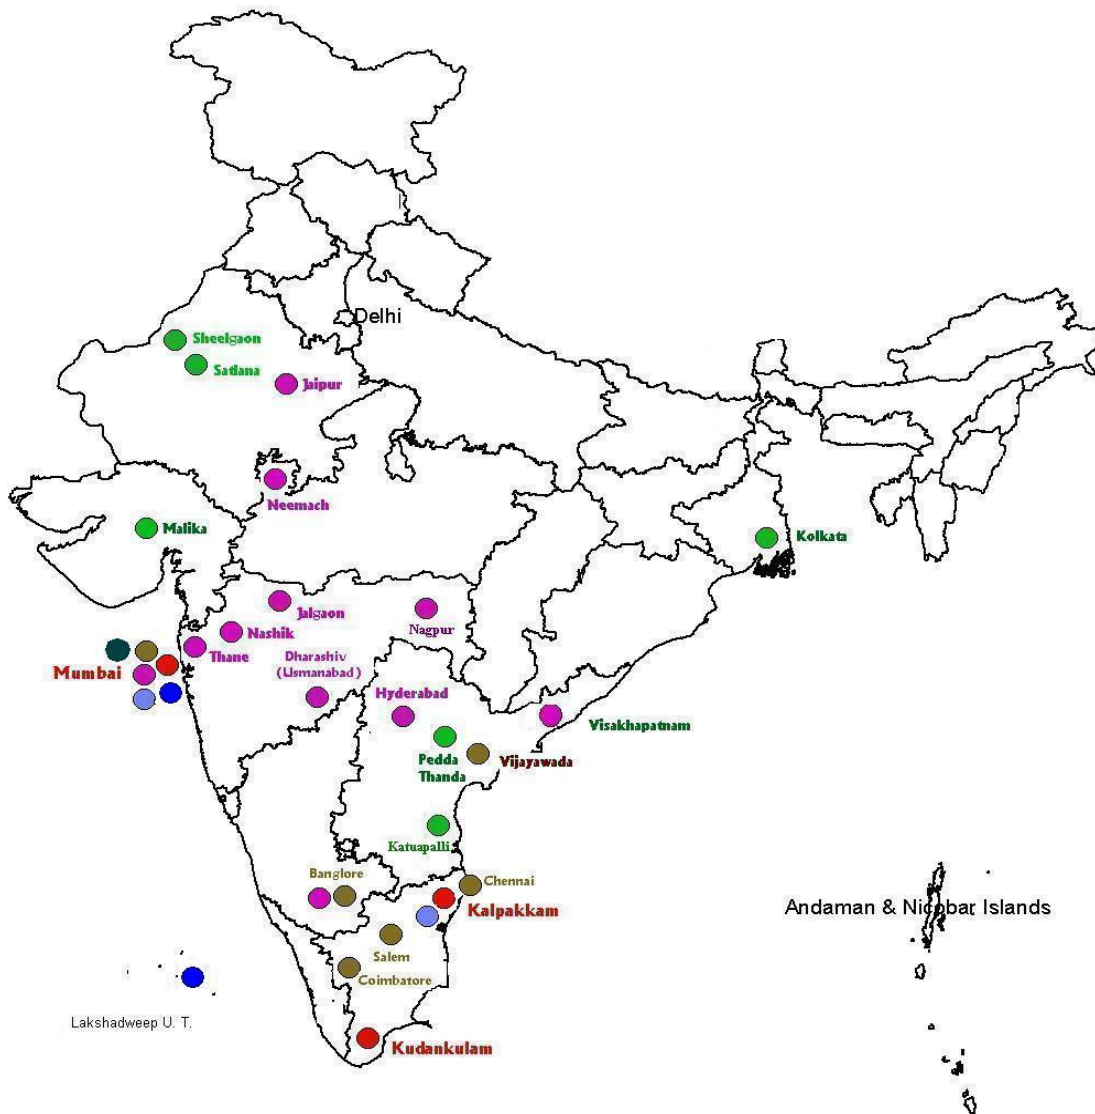 Delhi
Sheelgaon
Satlana
Jaipur
Neemach
Malika
Kolkata
Jalgaon
Nagpur
Nashik
Thane
Mumbai
Dharashiv
(Usmanabad)
Hyderabad
Visakhapatnam
Pedda
Thanda
Vijayawada
Katuapalli
Banglore
Chennai
Kalpakkam
Andaman & Nicobar Islands
Salem
Coimbatore
Lakshadweep U. T.
Kudankulam